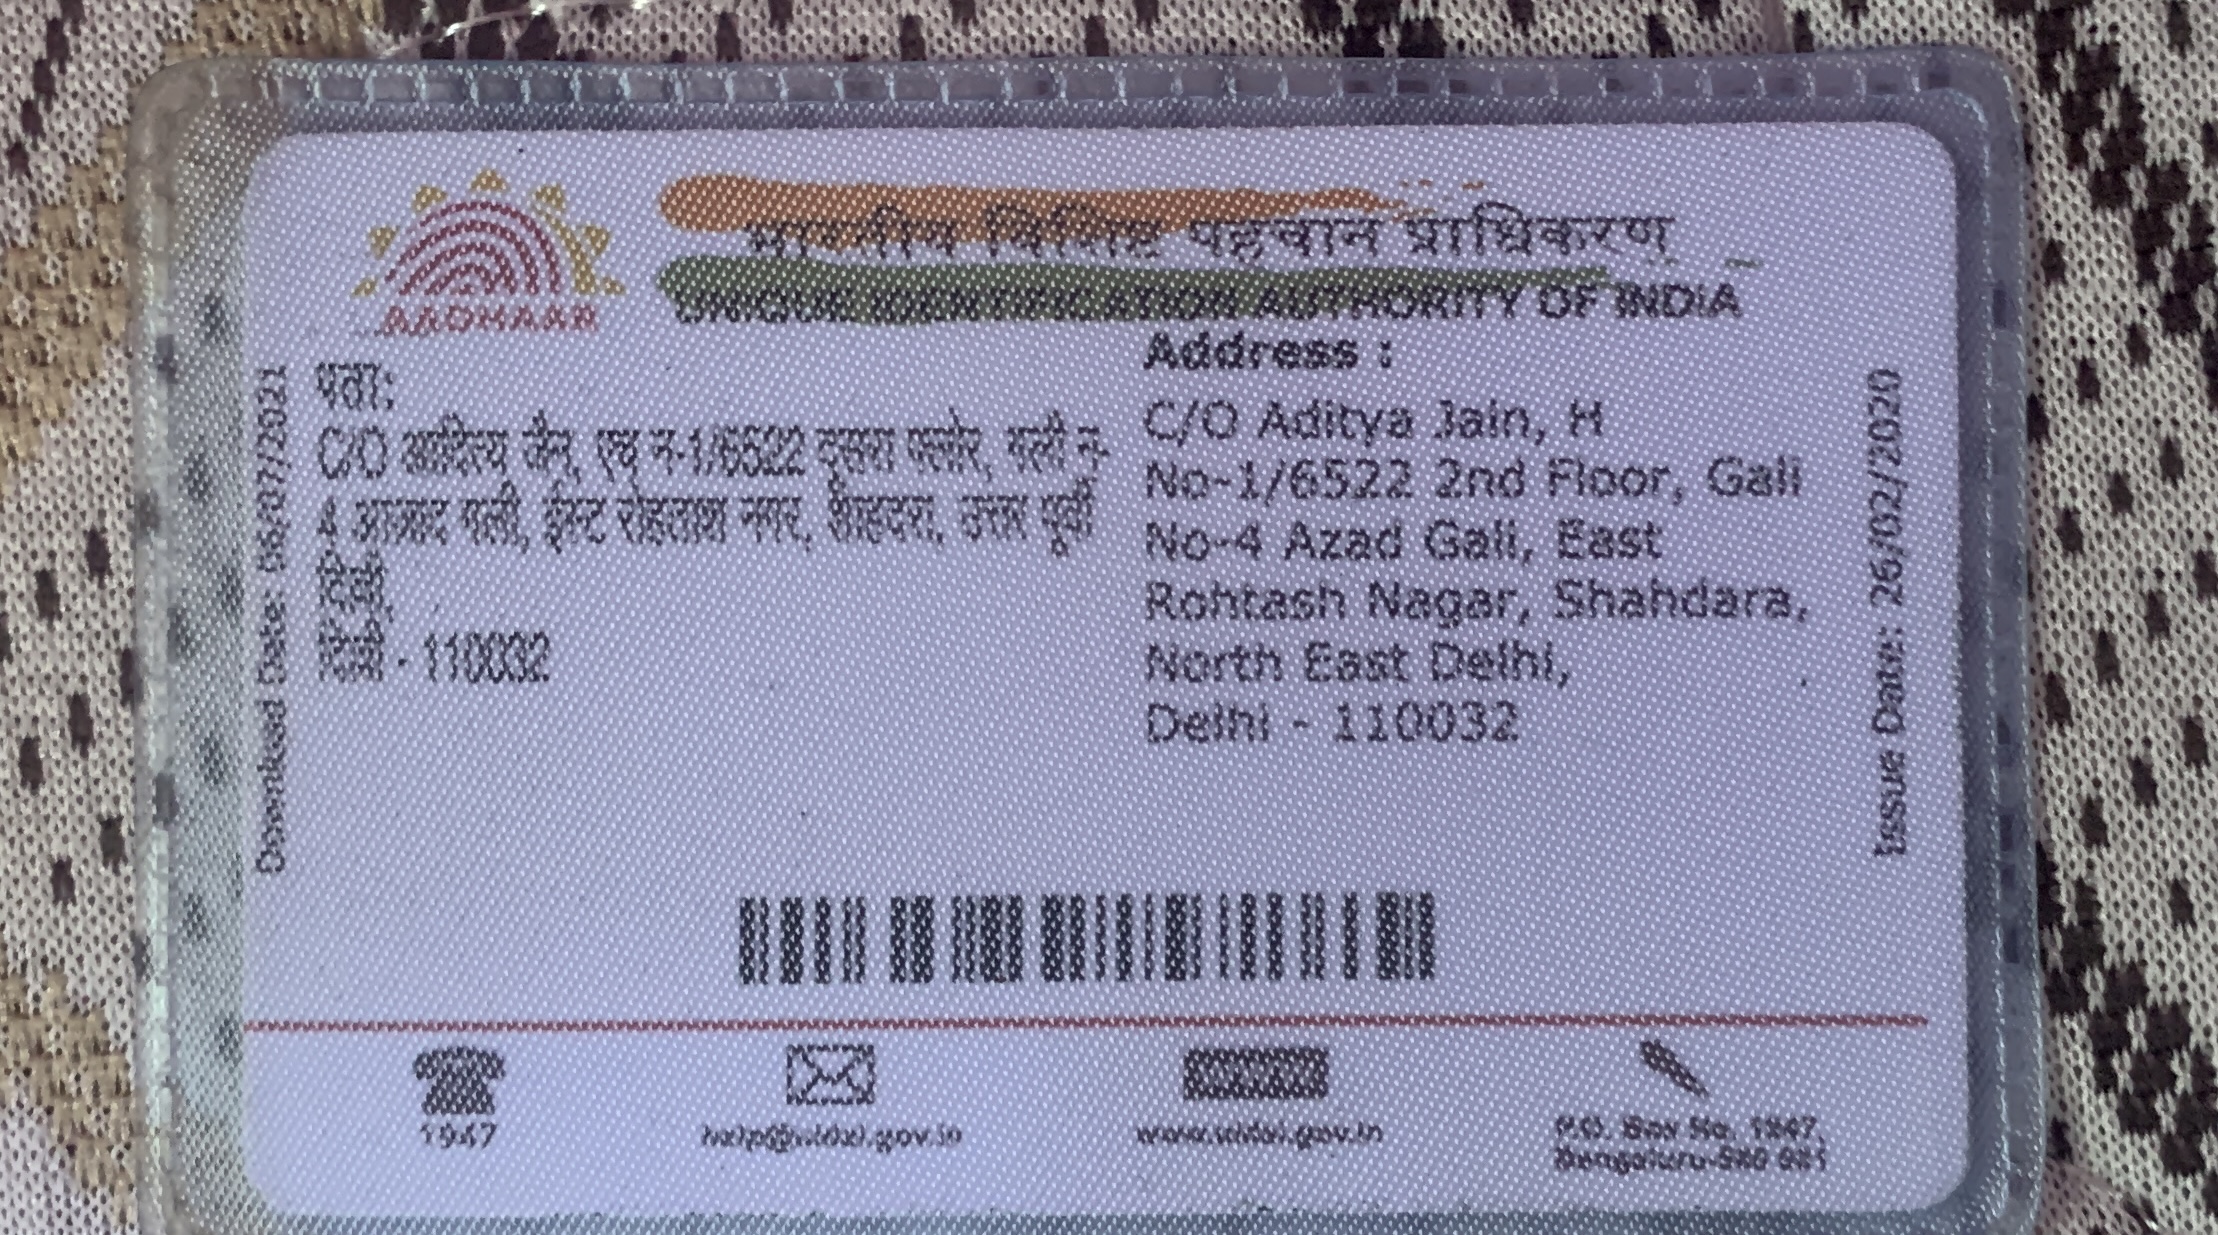 AADHAAR
भारतीय विशिष्ट पहचान प्राधिकरण
UNIQUE IDENTIFICATION AUTHORITY OF INDIA
Download Date: 06/07/2021
पता:
C/O आदित्य जैन, एच न-1/6522 दूसरा फ्लोर, गली न-
4 आज़ाद गली, ईस्ट रोहताश नगर, शाहदरा, उत्तर पूर्वी
- 110032
Address :
C/O Aditya Jain, H
No-1/6522 2nd Floor, Gali
No-4 Azad Gali, East
Rohtash Nagar, Shahdara,
North East Delhi,
Delhi - 110032
Issue Date: 26/02/2020
1947
help@uidai.gov.in
www.uidai.gov.in
P.O. Box No. 1947,
Bengaluru-560 001